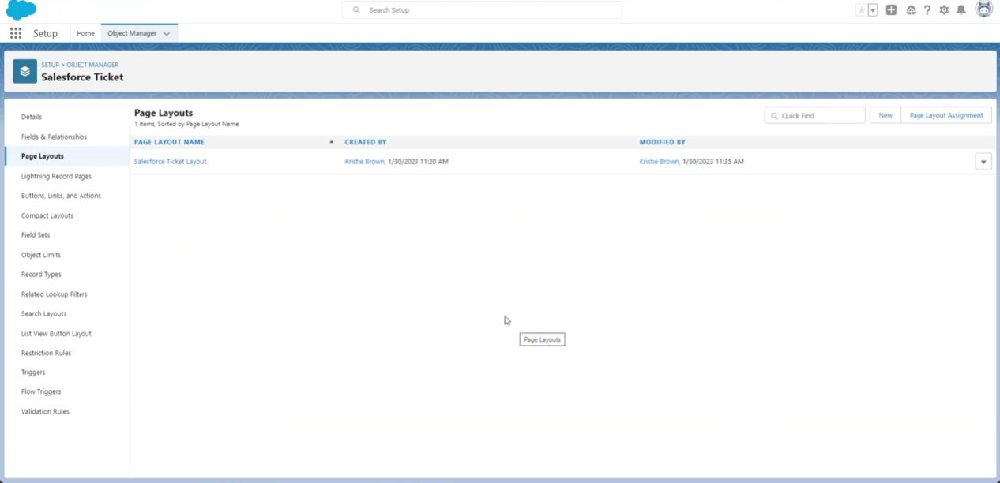 Search Setup
Setup
Home
Object Manager
SETUP > OBJECT MANAGER
Salesforce Ticket
Details
Fields & Relationships
Page Layouts
Lightning Record Pages
Buttons, Links, and Actions
Compact Layouts
Field Sets
Object Limits
Record Types
Related Lookup Filters
Search Layouts
List View Button Layout
Restriction Rules
Triggers
Flow Triggers
Validation Rules
Page Layouts
1 Items, Sorted by Page Layout Name
Quick Find
New
Page Layout Assignment
PAGE LAYOUT NAME CREATED BY MODIFIED BY
Salesforce Ticket Layout Kristie Brown, 1/30/2023 11:20 AM Kristie Brown, 1/30/2023 11:35 AM
Page Layouts